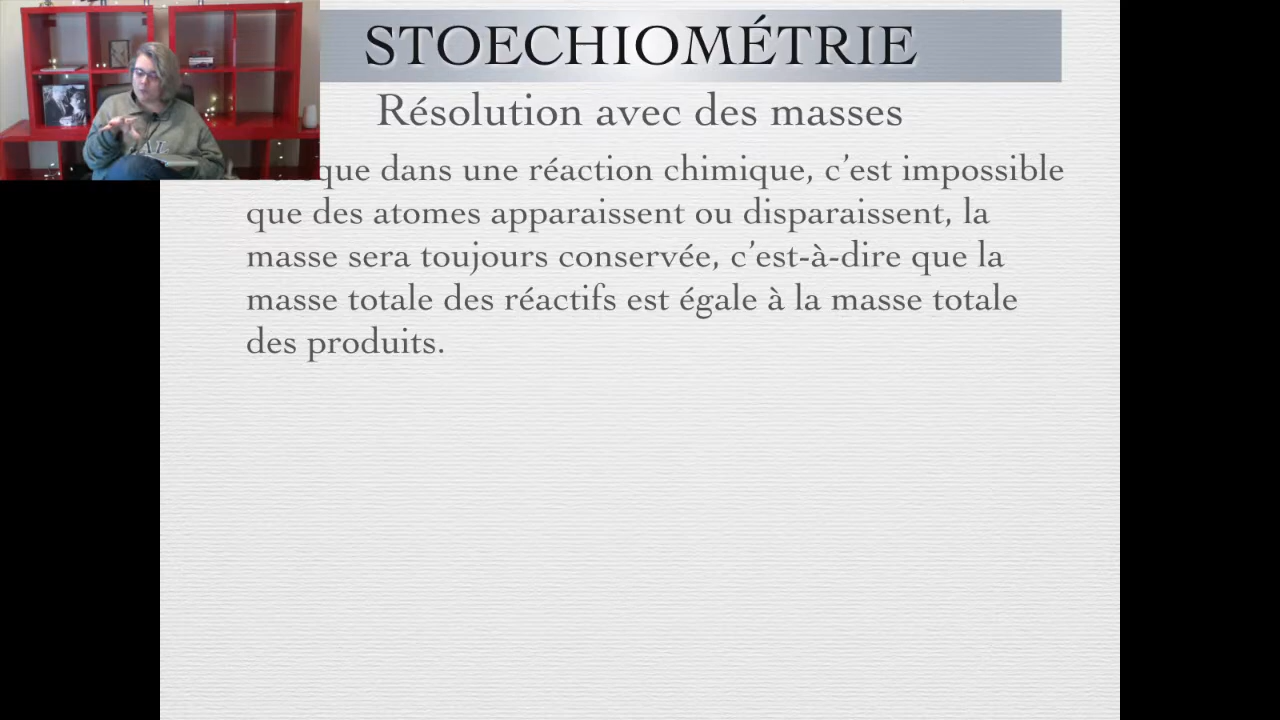 STOECHIOMÉTRIE
Résolution avec des masses
dans une réaction chimique, c’est impossible
que des atomes apparaissent ou disparaissent, la
masse sera toujours conservée, c’est-à-dire que la
masse totale des réactifs est égale à la masse totale
des produits.